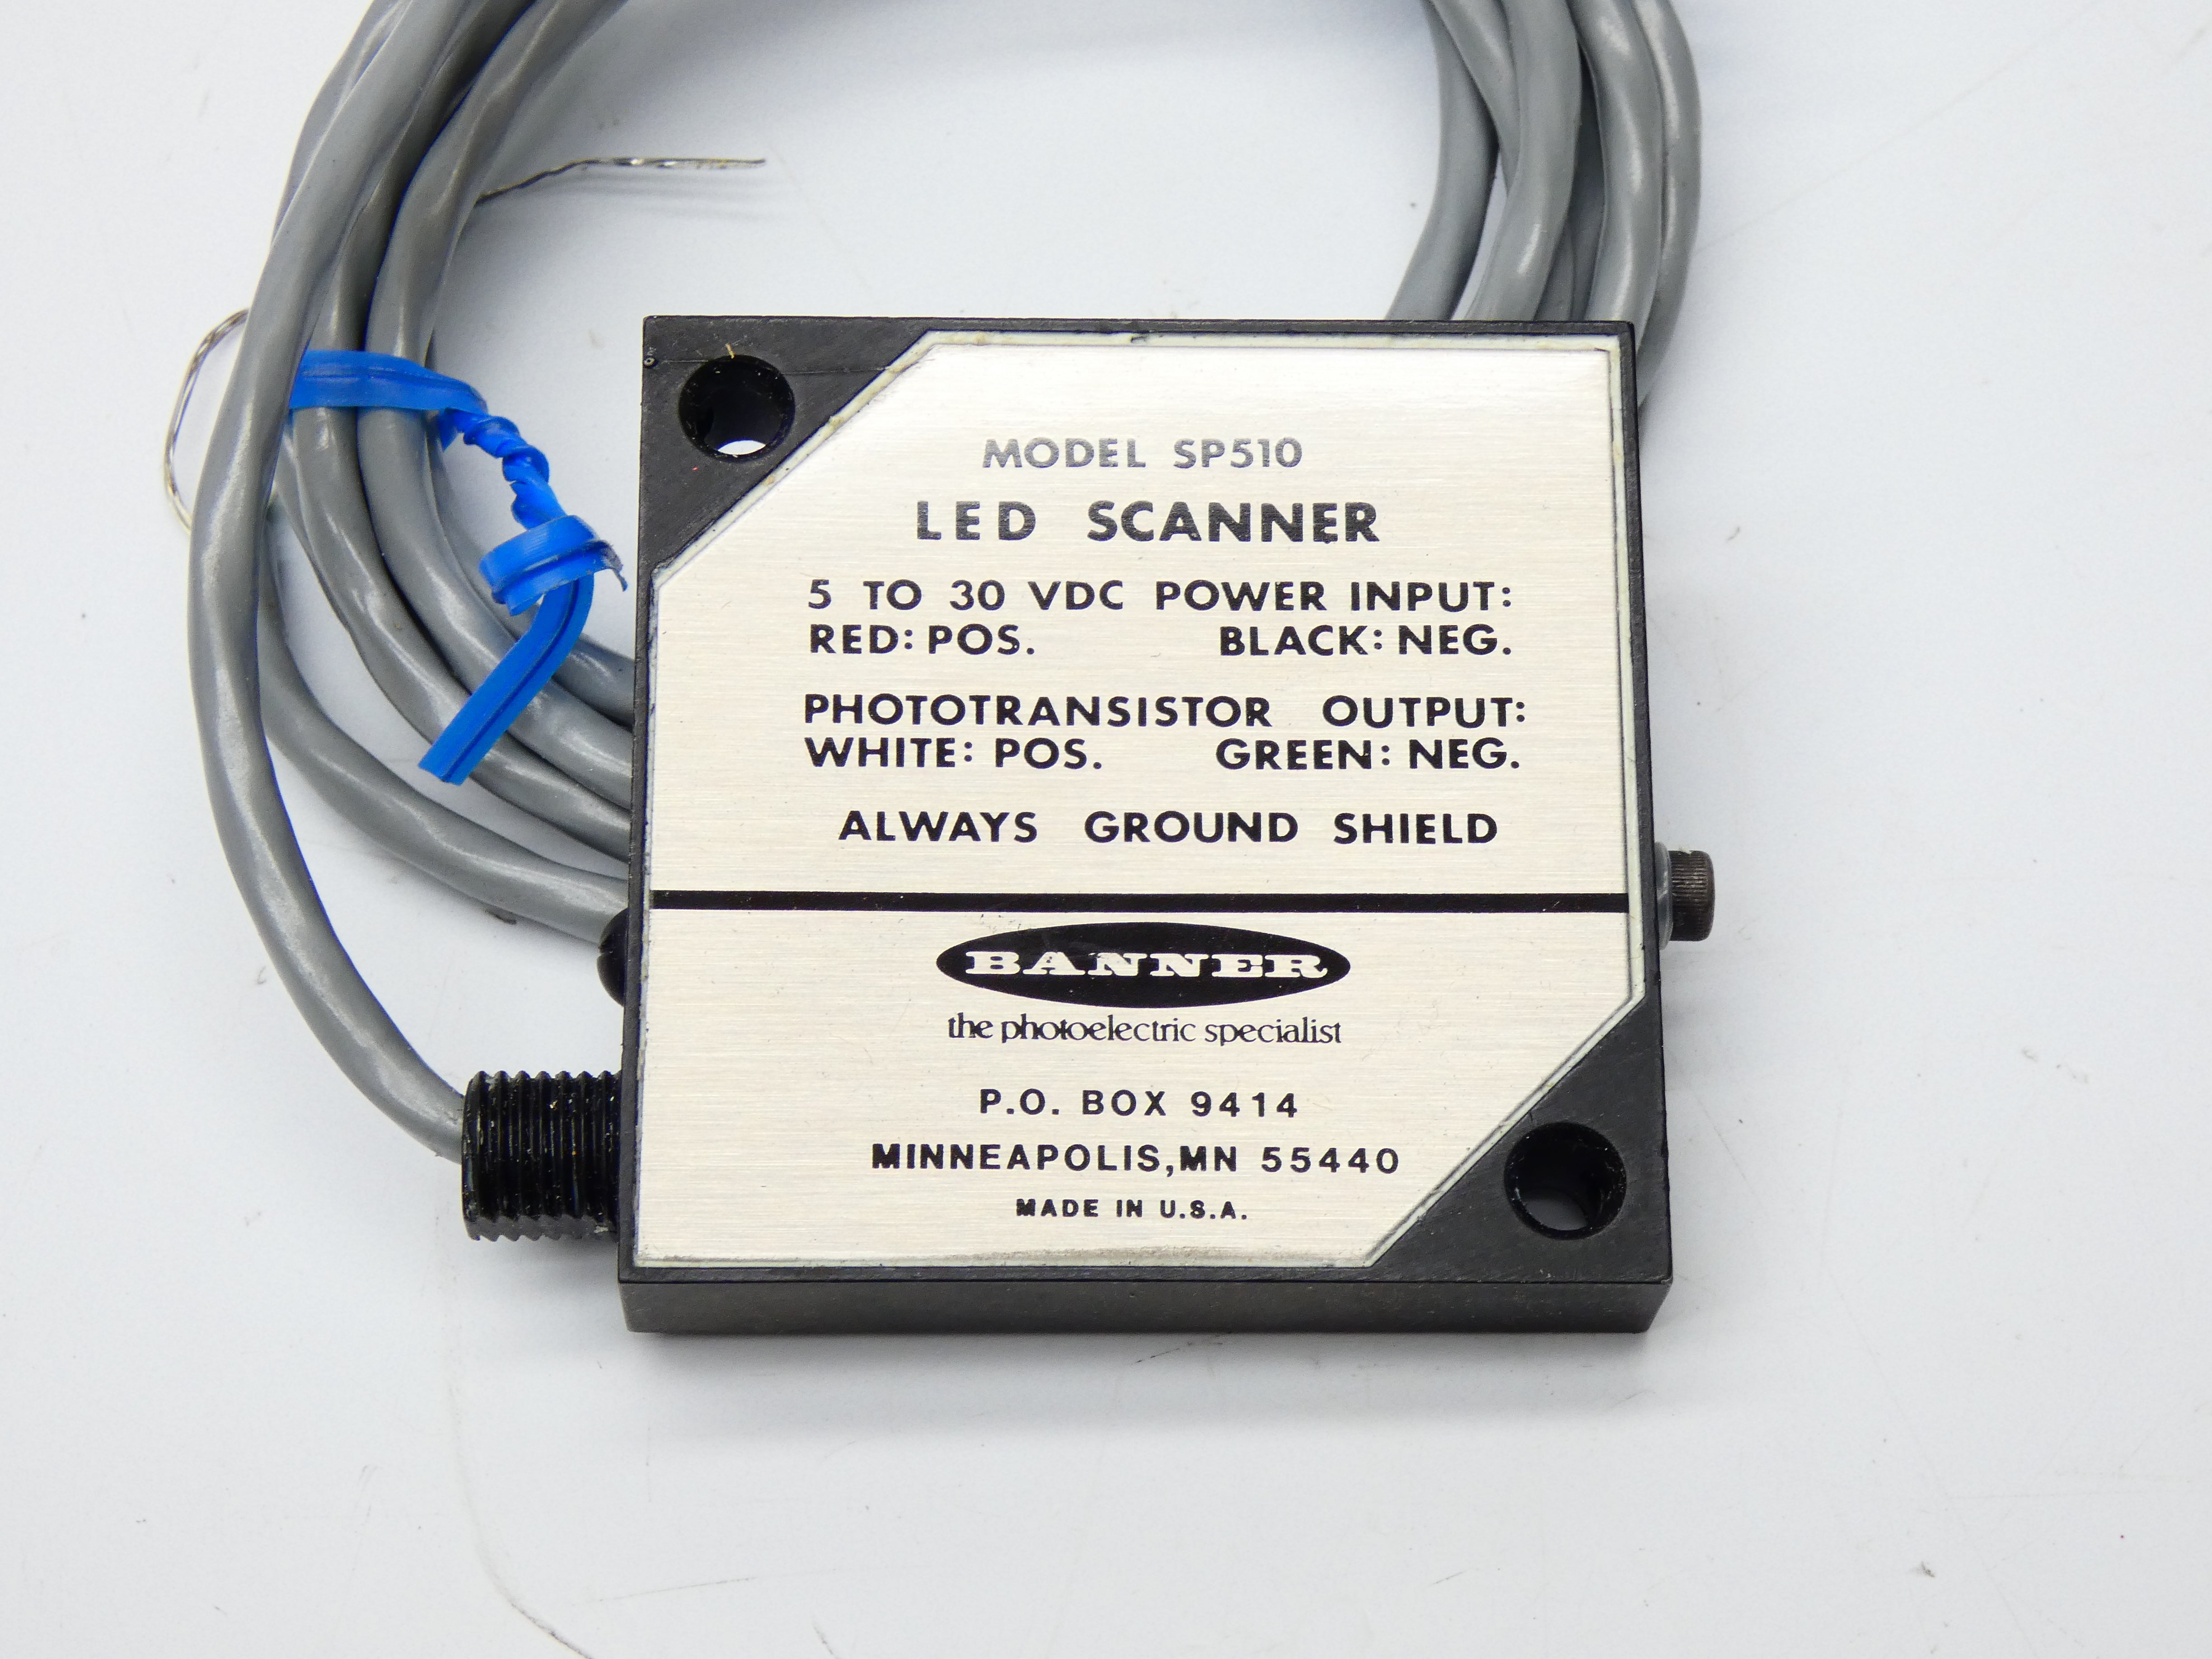 MODEL SP510
LED SCANNER
5 TO 30 VDC POWER INPUT:
RED: POS. BLACK: NEG.
PHOTOTRANSISTOR OUTPUT:
WHITE: POS. GREEN: NEG.
ALWAYS GROUND SHIELD
BANNER
the photoelectric specialist
P.O. BOX 9414
MINNEAPOLIS,MN 55440
MADE IN U.S.A.